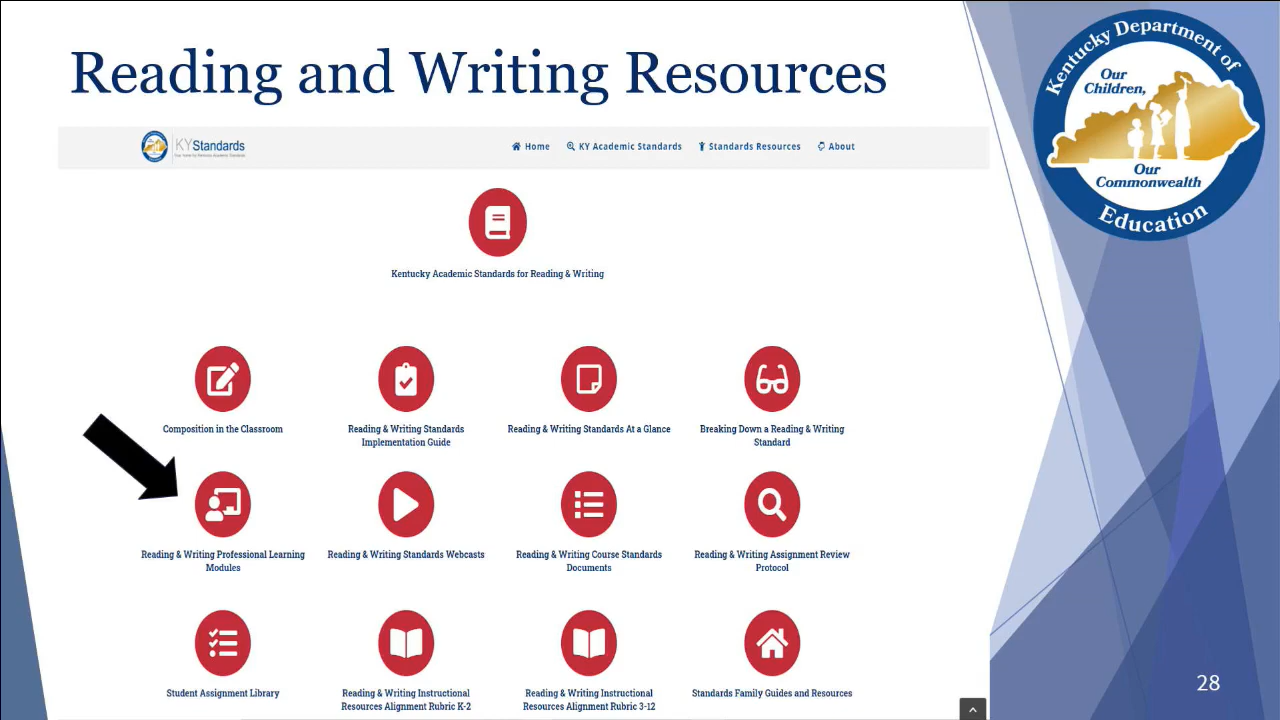 Reading and Writing Resources
Kentucky Department of
Education
Our
Children,
Our
Commonwealth
KYStandards
Home
KY Academic Standards
Standards Resources
About
Kentucky Academic Standards for Reading & Writing
Composition in the Classroom
Reading & Writing Standards
Implementation Guide
Reading & Writing Standards At a Glance
Breaking Down a Reading & Writing
Standard
Reading & Writing Professional Learning
Modules
Reading & Writing Standards Webcasts
Reading & Writing Course Standards
Documents
Reading & Writing Assignment Review
Protocol
Student Assignment Library
Reading & Writing Instructional
Resources Alignment Rubric K-2
Reading & Writing Instructional
Resources Alignment Rubric 3-12
Standards Family Guides and Resources
28